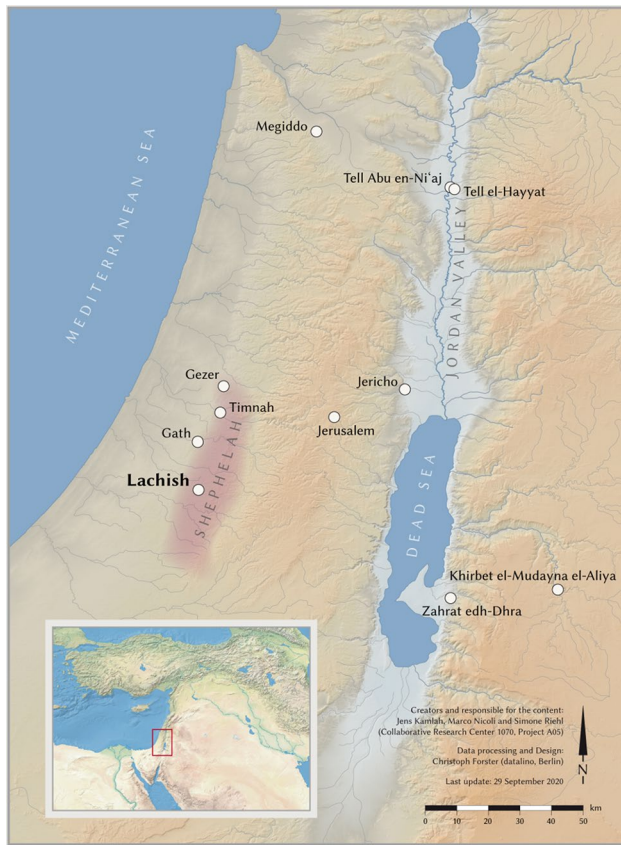 Megiddo
Tell Abu en-Niʿaj
Tell el-Hayyat
MEDITERRANEAN SEA
JORDAN VALLEY
Gezer
Jericho
Timnah
Jerusalem
Gath
SHEPHELAH
Lachish
DEAD SEA
Khirbet el-Mudayna el-Aliya
Zahrat edh-Dhra
Creators and responsible for the content:
Jens Kamlah, Marco Nicoli and Simone Riehl
(Collaborative Research Center 1070, Project A05)
Data processing and Design:
Christoph Forster (datalino, Berlin)
Last update: 29 September 2020
N
km
0 10 20 30 40 50